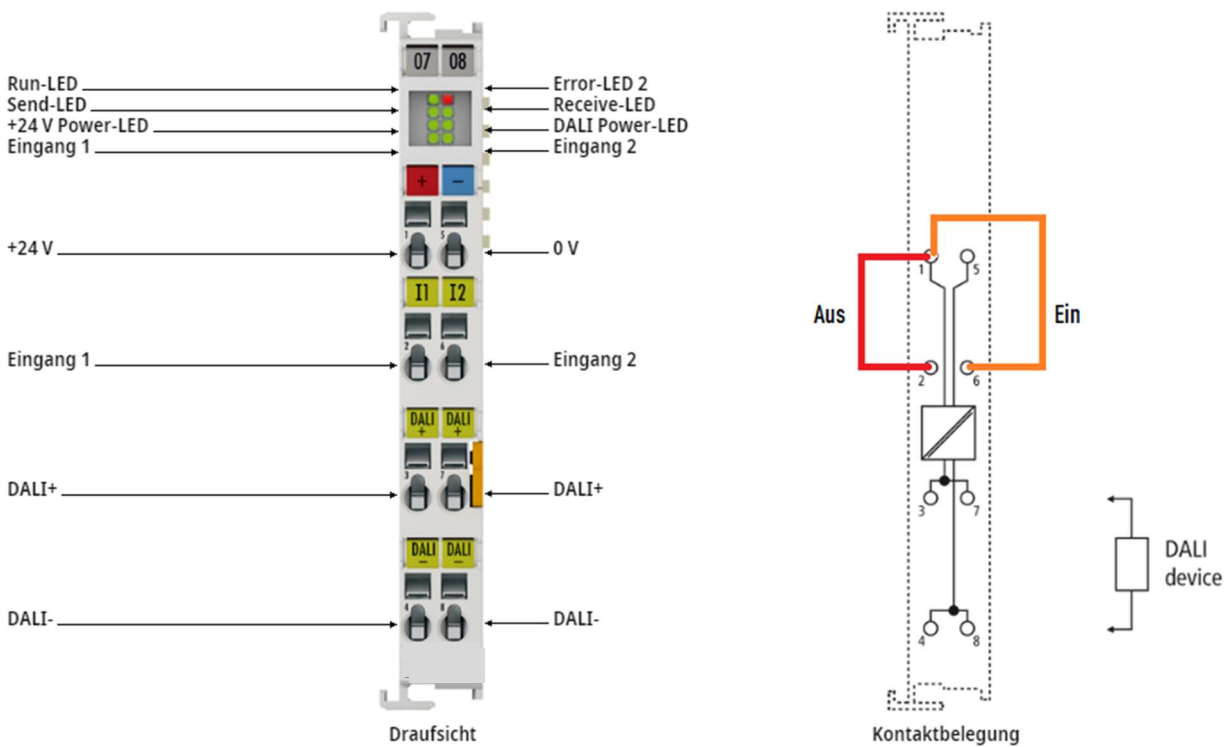 07 08
Run-LED
Send-LED
+24 V Power-LED
Eingang 1
Error-LED 2
Receive-LED
DALI Power-LED
Eingang 2
+ −
1 5
+24 V
0 V
I1 I2
2 6
Eingang 1
Eingang 2
DALI + DALI +
3 7
DALI+
DALI+
DALI − DALI −
4 8
DALI-
DALI-
Draufsicht
1 5
Aus
Ein
2 6
3 7
DALI
device
4 8
Kontaktbelegung